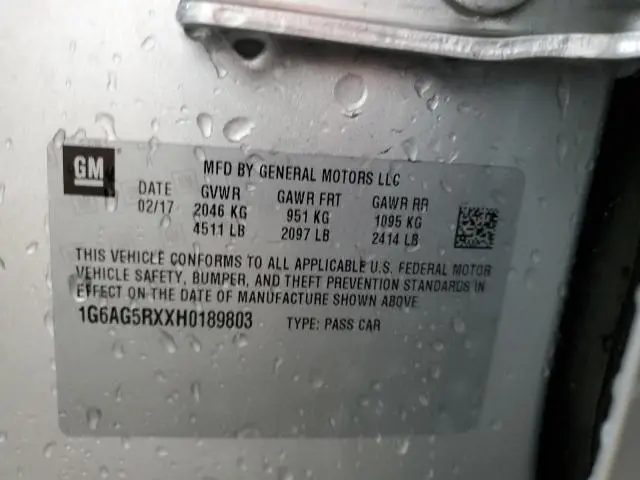 GM
MFD BY GENERAL MOTORS LLC
DATE GVWR GAWR FRT GAWR RR
02/17 2046 KG 951 KG 1095 KG
4511 LB 2097 LB 2414 LB
THIS VEHICLE CONFORMS TO ALL APPLICABLE U.S. FEDERAL MOTOR
VEHICLE SAFETY, BUMPER, AND THEFT PREVENTION STANDARDS IN
EFFECT ON THE DATE OF MANUFACTURE SHOWN ABOVE
1G6AG5RXXH0189803 TYPE: PASS CAR